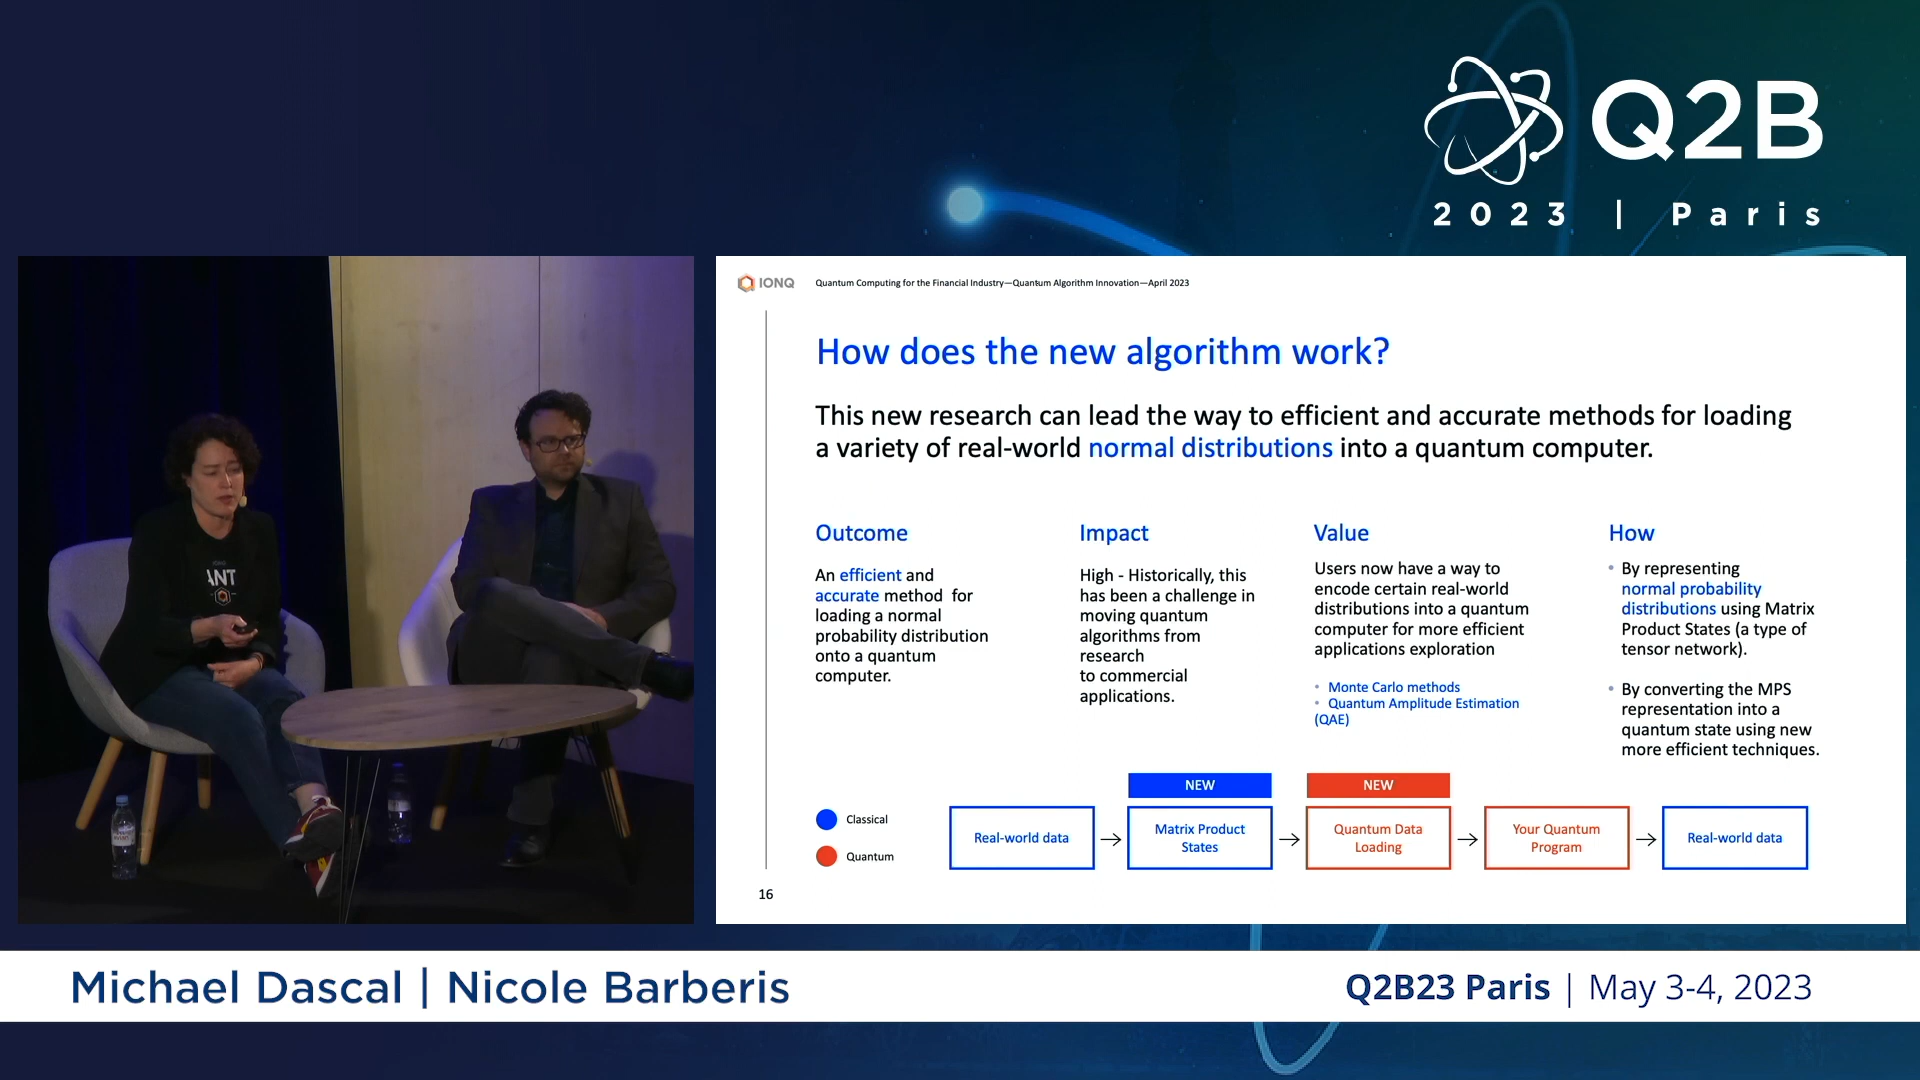 Q2B
2023 | Paris
IONQ
Quantum Computing for the Financial Industry—Quantum Algorithm Innovation—April 2023
How does the new algorithm work?
This new research can lead the way to efficient and accurate methods for loading
a variety of real-world normal distributions into a quantum computer.
Outcome
An efficient and
accurate method for
loading a normal
probability distribution
onto a quantum
computer.
Impact
High - Historically, this
has been a challenge in
moving quantum
algorithms from
research
to commercial
applications.
Value
Users now have a way to
encode certain real-world
distributions into a quantum
computer for more efficient
applications exploration
• Monte Carlo methods
• Quantum Amplitude Estimation
(QAE)
How
• By representing
normal probability
distributions using Matrix
Product States (a type of
tensor network).
• By converting the MPS
representation into a
quantum state using new
more efficient techniques.
Classical
Quantum
Real-world data
NEW
Matrix Product
States
NEW
Quantum Data
Loading
Your Quantum
Program
Real-world data
16
ANT
Michael Dascal | Nicole Barberis
Q2B23 Paris | May 3-4, 2023